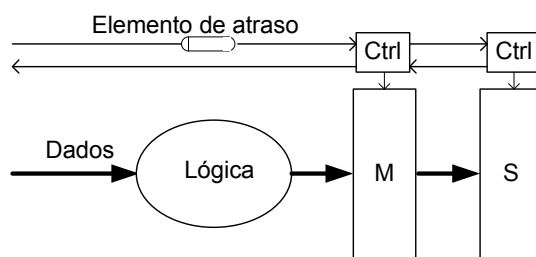 Elemento de atraso
Ctrl
Ctrl
Dados
Lógica
M
S